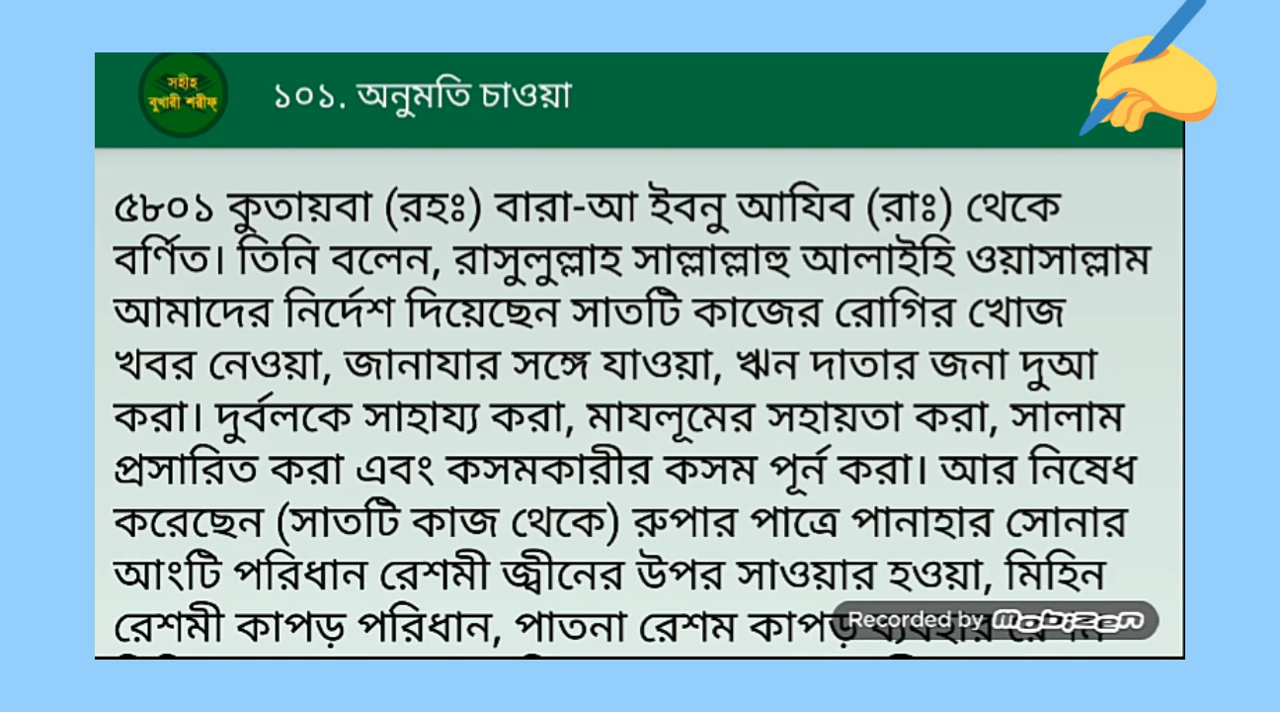 সহীহ
বুখারী শরীফ
১০১. অনুমতি চাওয়া
৫৮০১ কুতায়বা (রহঃ) বারা-আ ইবনু আযিব (রাঃ) থেকে
বর্ণিত। তিনি বলেন, রাসুলুল্লাহ সাল্লাল্লাহু আলাইহি ওয়াসাল্লাম
আমাদের নির্দেশ দিয়েছেন সাতটি কাজের রোগির খোজ
খবর নেওয়া, জানাযার সঙ্গে যাওয়া, ঋন দাতার জনা দুআ
করা। দুর্বলকে সাহায্য করা, মাযলূমের সহায়তা করা, সালাম
প্রসারিত করা এবং কসমকারীর কসম পূর্ন করা। আর নিষেধ
করেছেন (সাতটি কাজ থেকে) রুপার পাত্রে পানাহার সোনার
আংটি পরিধান রেশমী জ্বীনের উপর সাওয়ার হওয়া, মিহিন
রেশমী কাপড় পরিধান, পাতনা রেশম কাপড় ব্যবহার
Recorded by Mobizen